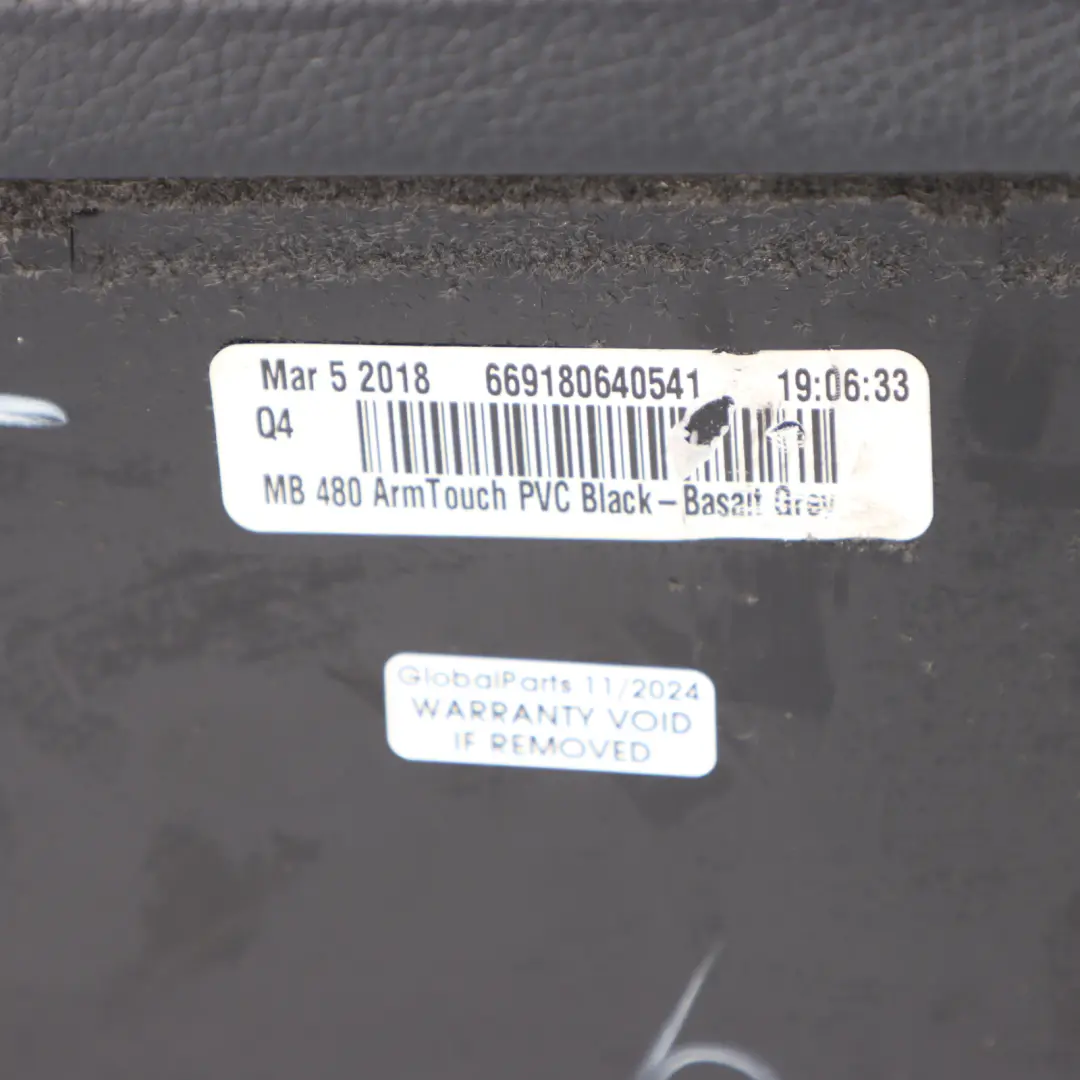 Mar 5 2018 669180640541 19:06:33
Q4
MB 480 ArmTouch PVC Black – Basalt Grey
GlobalParts 11/2024
WARRANTY VOID
IF REMOVED